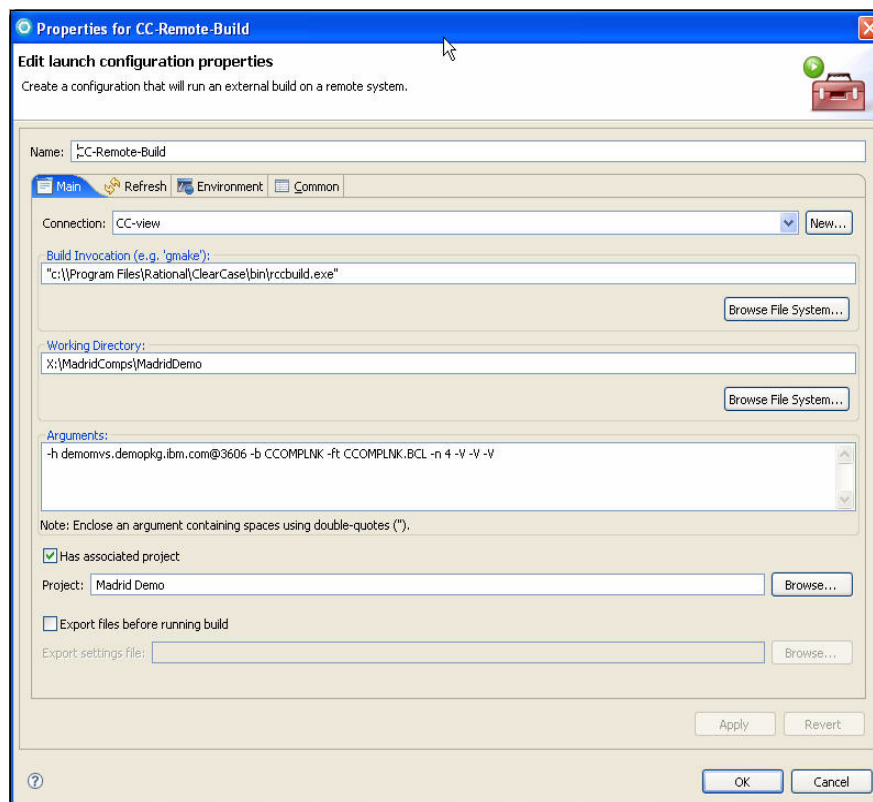 Properties for CC-Remote-Build
Edit launch configuration properties
Create a configuration that will run an external build on a remote system.
Name: CC-Remote-Build
Main Refresh Environment Common
Connection: CC-view New...
Build Invocation (e.g. 'gmake'):
"c:\\Program Files\Rational\ClearCase\bin\rccbuild.exe"
Browse File System...
Working Directory:
X:\MadridComps\MadridDemo
Browse File System...
Arguments:
-h demomvs.demopkg.ibm.com@3606 -b CCOMPLNK -ft CCOMPLNK.BCL -n 4 -V -V -V
Note: Enclose an argument containing spaces using double-quotes (").
Has associated project
Project: Madrid Demo Browse...
Export files before running build
Export settings file: Browse...
Apply Revert
? OK Cancel